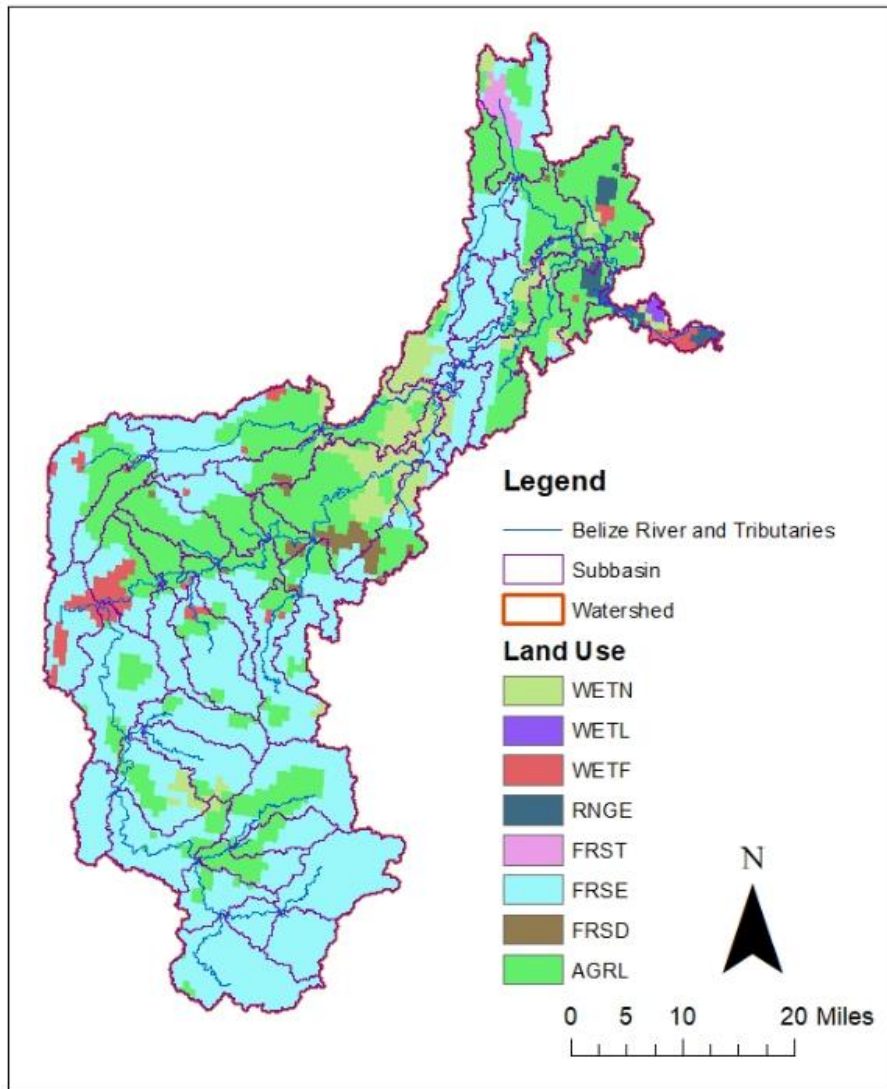 Legend
Belize River and Tributaries
Subbasin
Watershed
Land Use
WETN
WETL
WETF
RNGE
FRST
FRSE
FRSD
AGRL
N
0 5 10 20 Miles